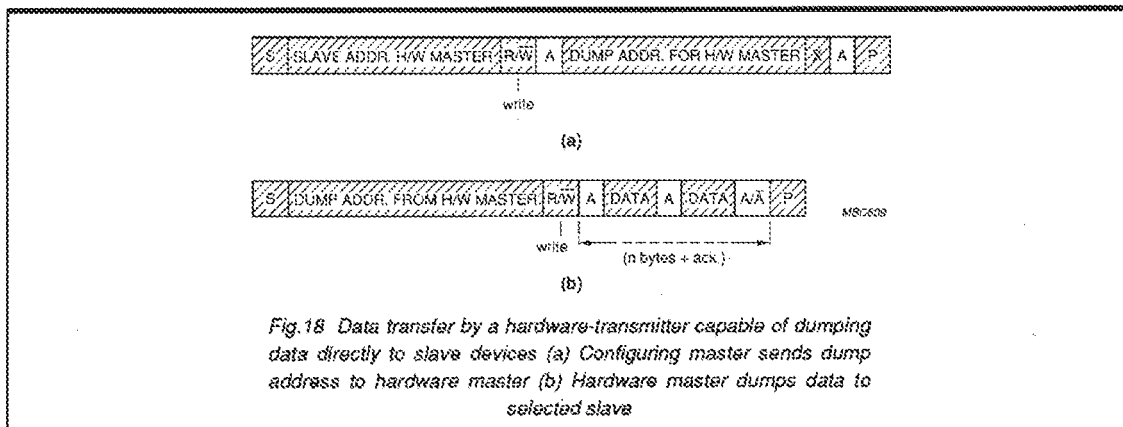 S SLAVE ADDR. H/W MASTER R/W̅ A DUMP ADDR. FOR H/W MASTER X A P
write
(a)
S DUMP ADDR. FROM H/W MASTER R/W̅ A DATA A DATA A/A̅ P
write
(n bytes + ack.)
(b)
Fig.18 Data transfer by a hardware-transmitter capable of dumping
data directly to slave devices (a) Configuring master sends dump
address to hardware master (b) Hardware master dumps data to
selected slave